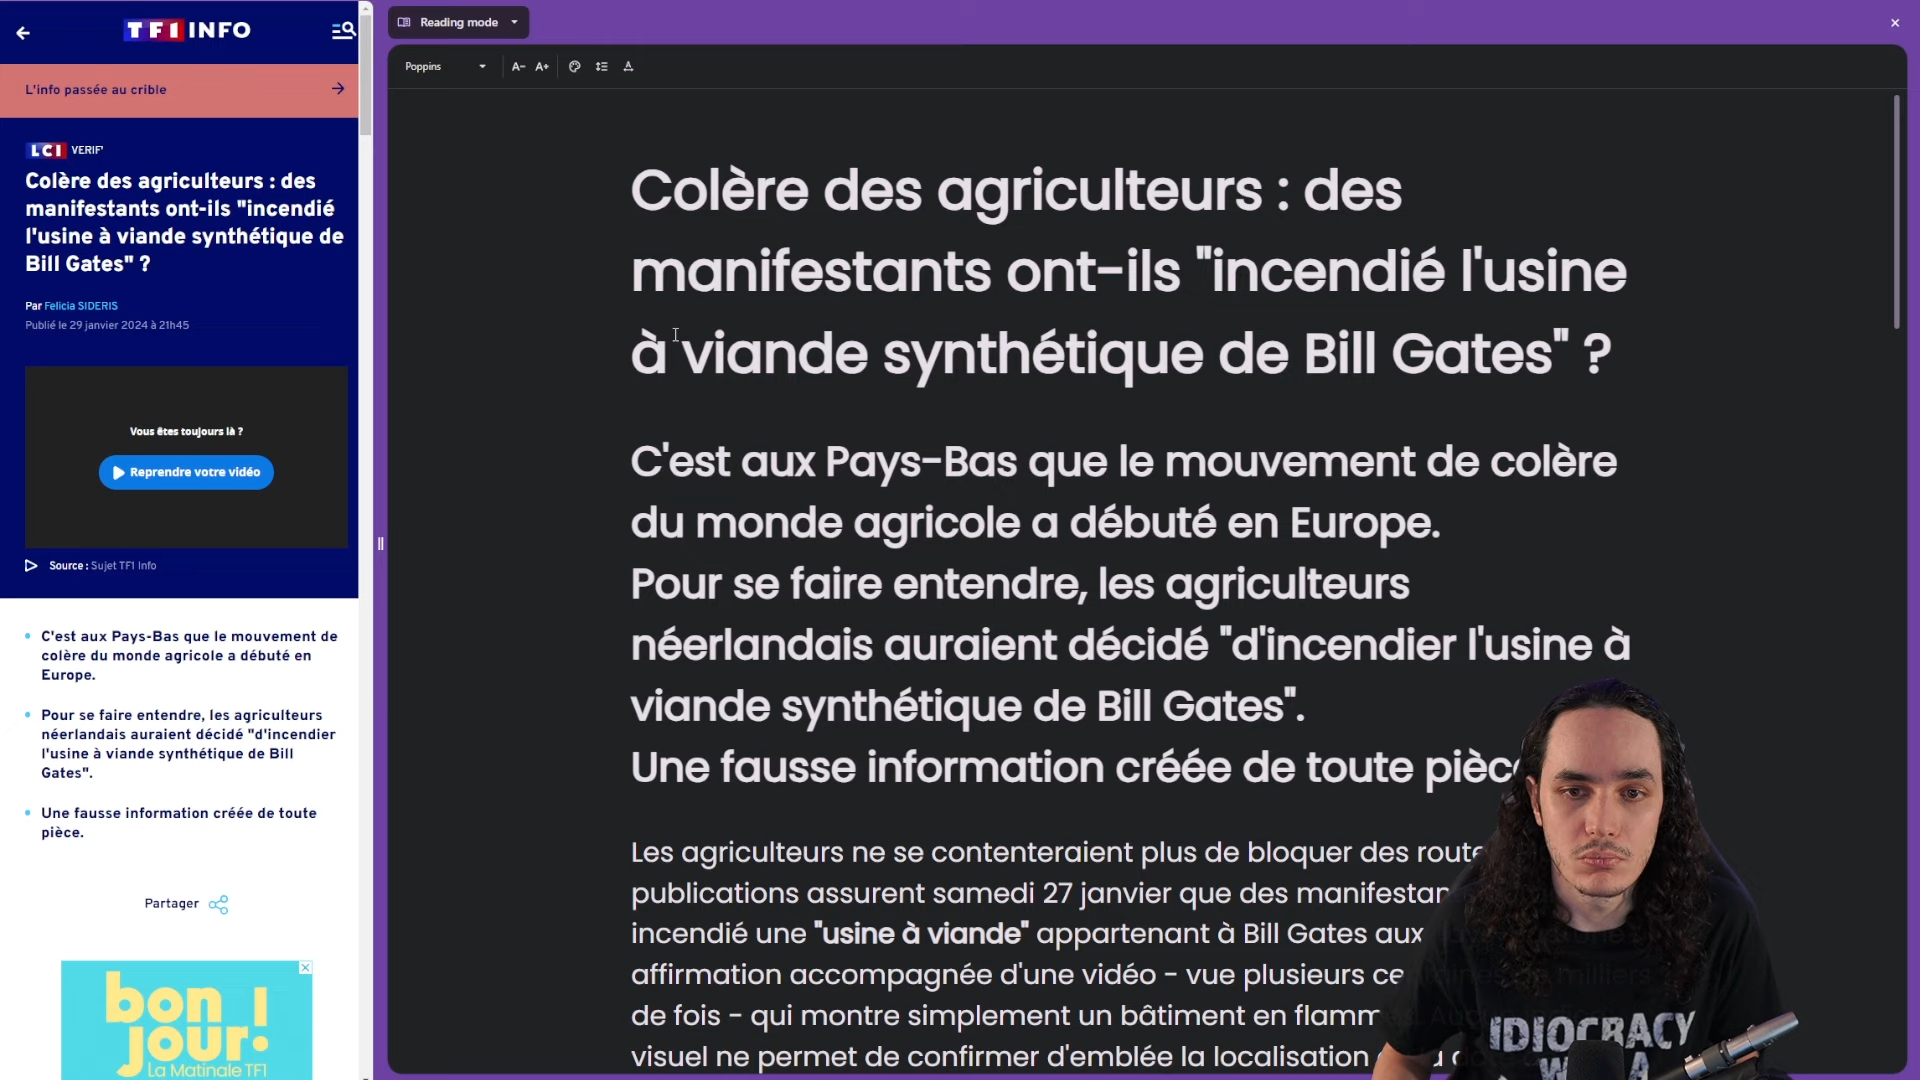 TF1 INFO
L'info passée au crible
LCI VERIF'
Colère des agriculteurs : des
manifestants ont-ils "incendié
l'usine à viande synthétique de
Bill Gates" ?
Par Felicia SIDERIS
Publié le 29 janvier 2024 à 21h45
Vous êtes toujours là ?
Reprendre votre vidéo
Source : Sujet TF1 Info
C'est aux Pays-Bas que le mouvement de
colère du monde agricole a débuté en
Europe.
Pour se faire entendre, les agriculteurs
néerlandais auraient décidé "d'incendier
l'usine à viande synthétique de Bill
Gates".
Une fausse information créée de toute
pièce.
Partager
bon
jour!
La Matinale TF1
Reading mode
Poppins
A-
A+
Colère des agriculteurs : des
manifestants ont-ils "incendié l'usine
à viande synthétique de Bill Gates" ?
C'est aux Pays-Bas que le mouvement de colère
du monde agricole a débuté en Europe.
Pour se faire entendre, les agriculteurs
néerlandais auraient décidé "d'incendier l'usine à
viande synthétique de Bill Gates".
Une fausse information créée de toute
Les agriculteurs ne se contenteraient plus de bloquer des
publications assurent samedi 27 janvier que des
incendié une "usine à viande" appartenant à Bill Gates aux
affirmation accompagnée d'une vidéo - vue plusieurs milliers
de fois - qui montre simplement un bâtiment en
visuel ne permet de confirmer d'emblée la localisation
IDIOCRACY